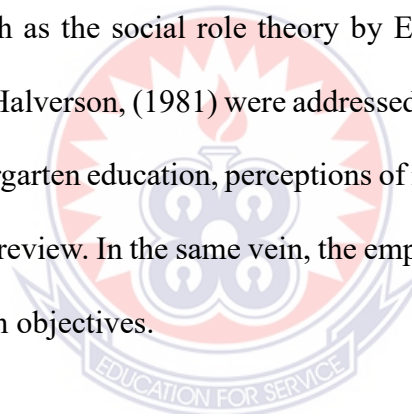 h as the social role theory by E
Halverson, (1981) were addressed
rgarten education, perceptions of
review. In the same vein, the emp
n objectives.
EDUCATION FOR SERVICE